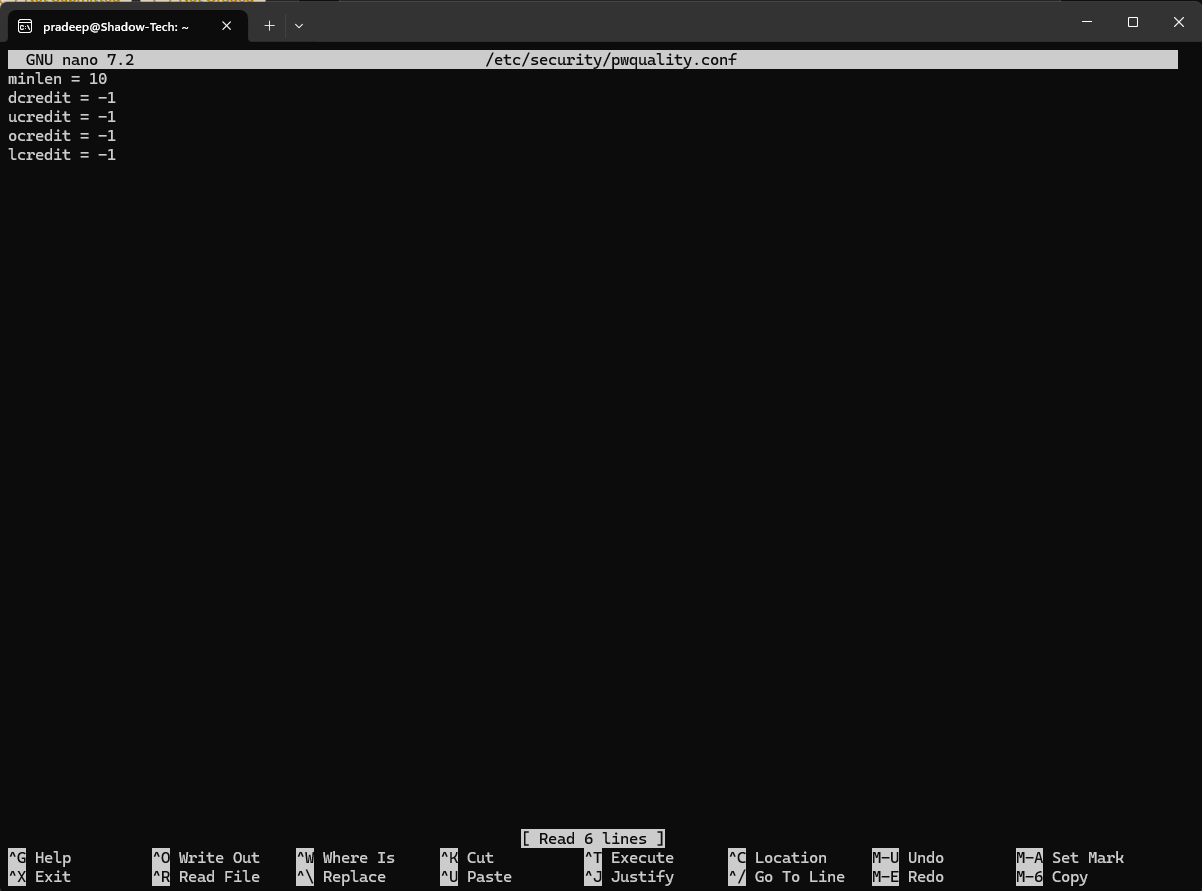 pradeep@Shadow-Tech: ~
GNU nano 7.2 /etc/security/pwquality.conf
minlen = 10
dcredit = -1
ucredit = -1
ocredit = -1
lcredit = -1
[ Read 6 lines ]
^G Help ^O Write Out ^W Where Is ^K Cut ^T Execute ^C Location M-U Undo M-A Set Mark
^X Exit ^R Read File ^\ Replace ^U Paste ^J Justify ^/ Go To Line M-E Redo M-6 Copy